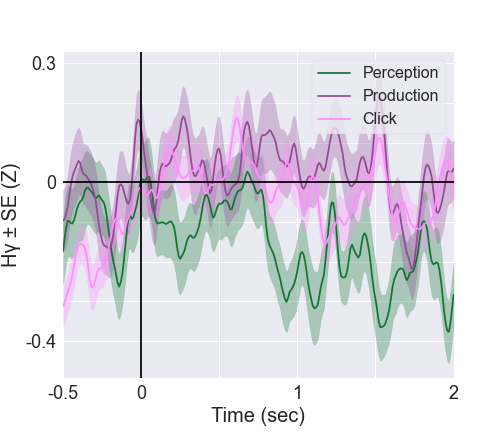 0.3
0
-0.4
Hγ ± SE (Z)
Perception
Production
Click
-0.5
0
1
2
Time (sec)